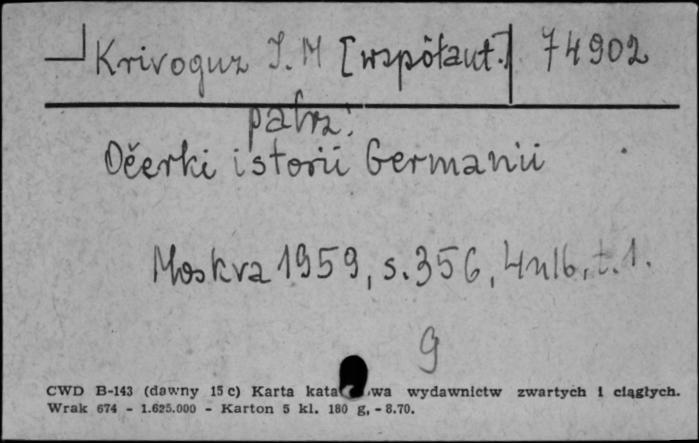 Krivoguz I. M [współaut.] 74902
patrz:
Očerki istorii Germanii
Moskva 1959, s. 356, 4 nlb, t. 1.
9
CWD B-143 (dawny 15 c) Karta kata wa wydawnictw zwartych i ciągłych.
Wrak 674 - 1.625.000 - Karton 5 kl. 180 g, - 8.70.